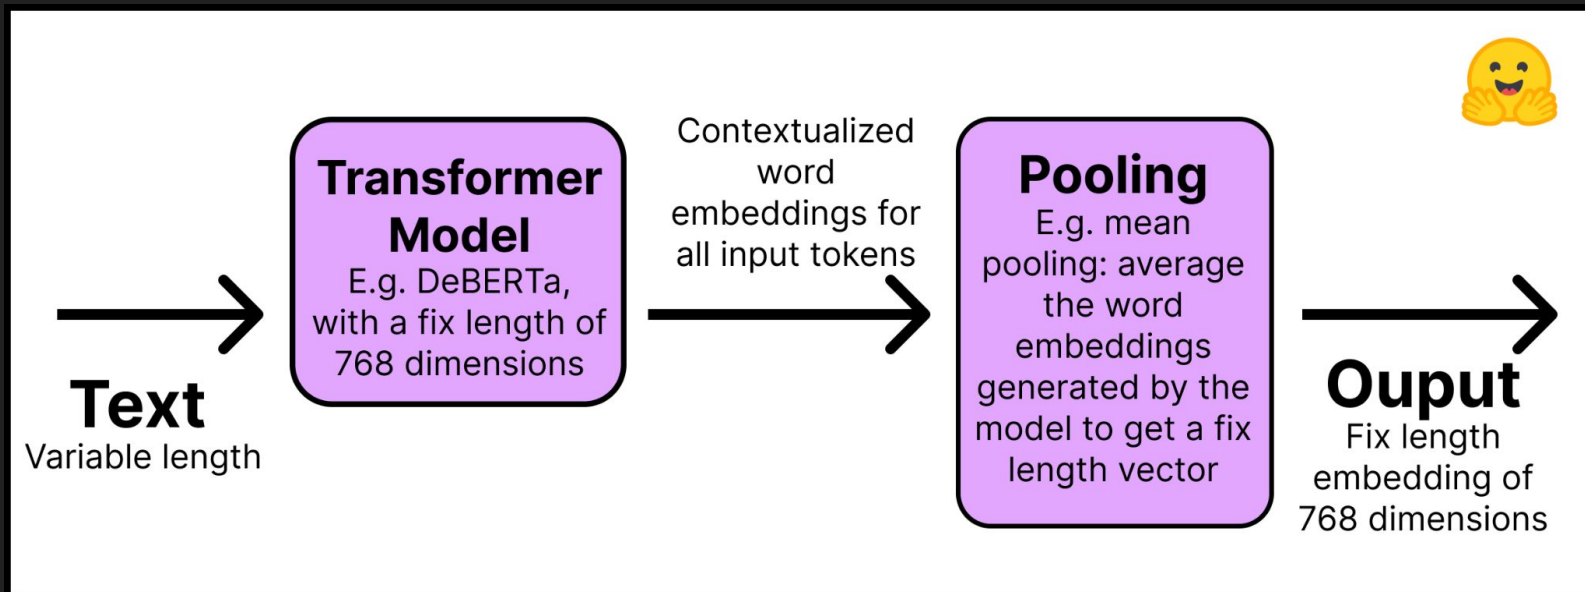 Text
Variable length
Transformer
Model
E.g. DeBERTa,
with a fix length of
768 dimensions
Contextualized
word
embeddings for
all input tokens
Pooling
E.g. mean
pooling: average
the word
embeddings
generated by the
model to get a fix
length vector
Ouput
Fix length
embedding of
768 dimensions